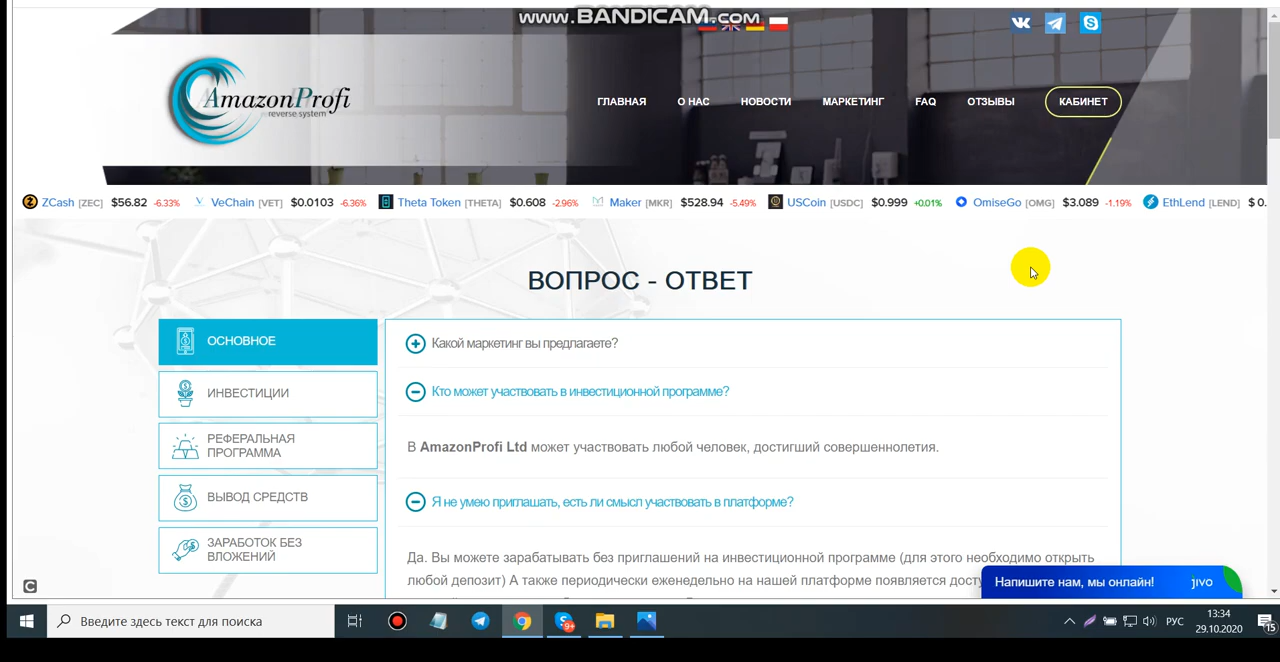 www.BANDICAM.com
AmazonProfi
reverse system
ГЛАВНАЯ О НАС НОВОСТИ МАРКЕТИНГ FAQ ОТЗЫВЫ КАБИНЕТ
ZCash [ZEC] $56.82 -6.33% VeChain [VET] $0.0103 -6.36% Theta Token [THETA] $0.608 -2.96% Maker [MKR] $528.94 -5.49% USCoin [USDC] $0.999 +0.01% OmiseGo [OMG] $3.089 -1.19% EthLend [LEND] $ 0.
ВОПРОС - ОТВЕТ
ОСНОВНОЕ
ИНВЕСТИЦИИ
РЕФЕРАЛЬНАЯ
ПРОГРАММА
ВЫВОД СРЕДСТВ
ЗАРАБОТОК БЕЗ
ВЛОЖЕНИЙ
Какой маркетинг вы предлагаете?
Кто может участвовать в инвестиционной программе?
В AmazonProfi Ltd может участвовать любой человек, достигший совершеннолетия.
Я не умею приглашать, есть ли смысл участвовать в платформе?
Да. Вы можете зарабатывать без приглашений на инвестиционной программе (для этого необходимо открыть
любой депозит) А также периодически еженедельно на нашей платформе появляется
Напишите нам, мы онлайн! jivo
Введите здесь текст для поиска
9+
РУС
13:34
29.10.2020
15